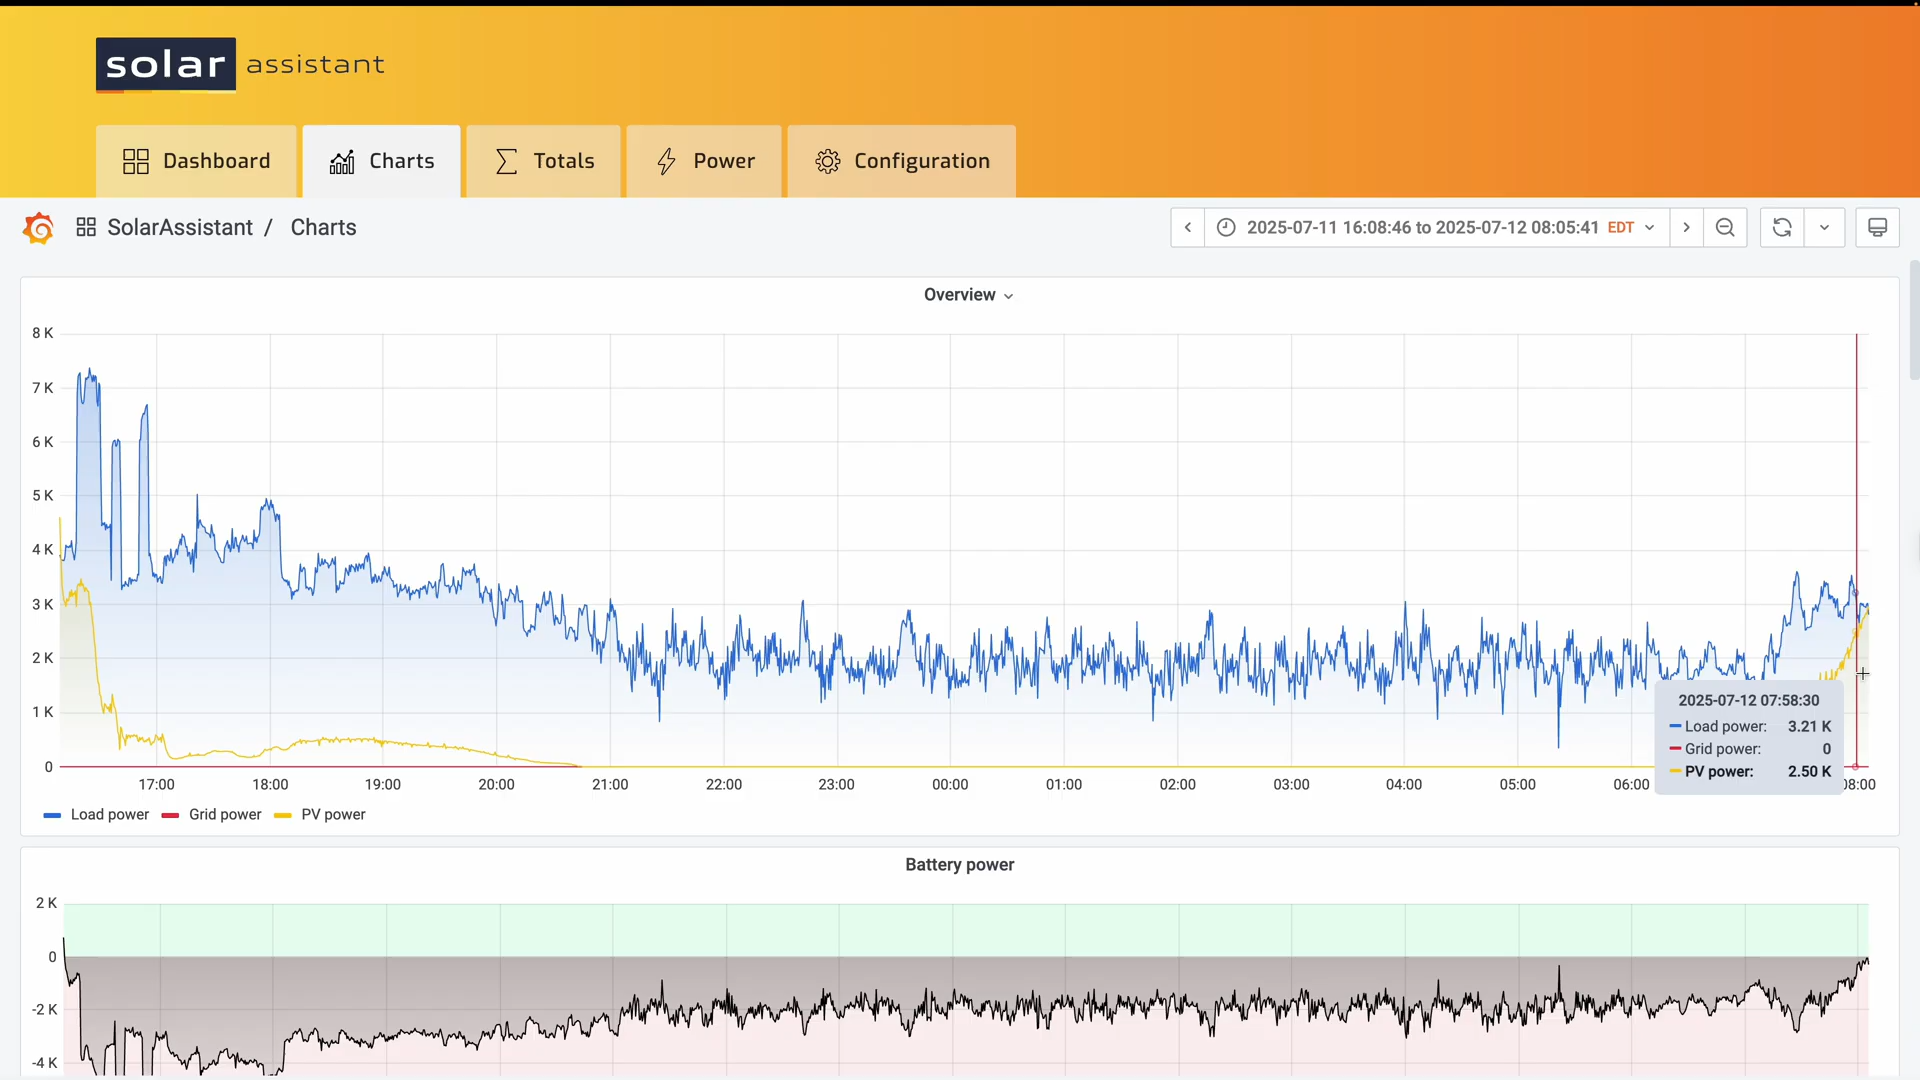 solar assistant
Dashboard Charts Totals Power Configuration
SolarAssistant / Charts
2025-07-11 16:08:46 to 2025-07-12 08:05:41 EDT
Overview
8 K
7 K
6 K
5 K
4 K
3 K
2 K
1 K
0
17:00 18:00 19:00 20:00 21:00 22:00 23:00 00:00 01:00 02:00 03:00 04:00 05:00 06:00 08:00
2025-07-12 07:58:30
Load power: 3.21 K
Grid power: 0
PV power: 2.50 K
Load power Grid power PV power
Battery power
2 K
0
-2 K
-4 K